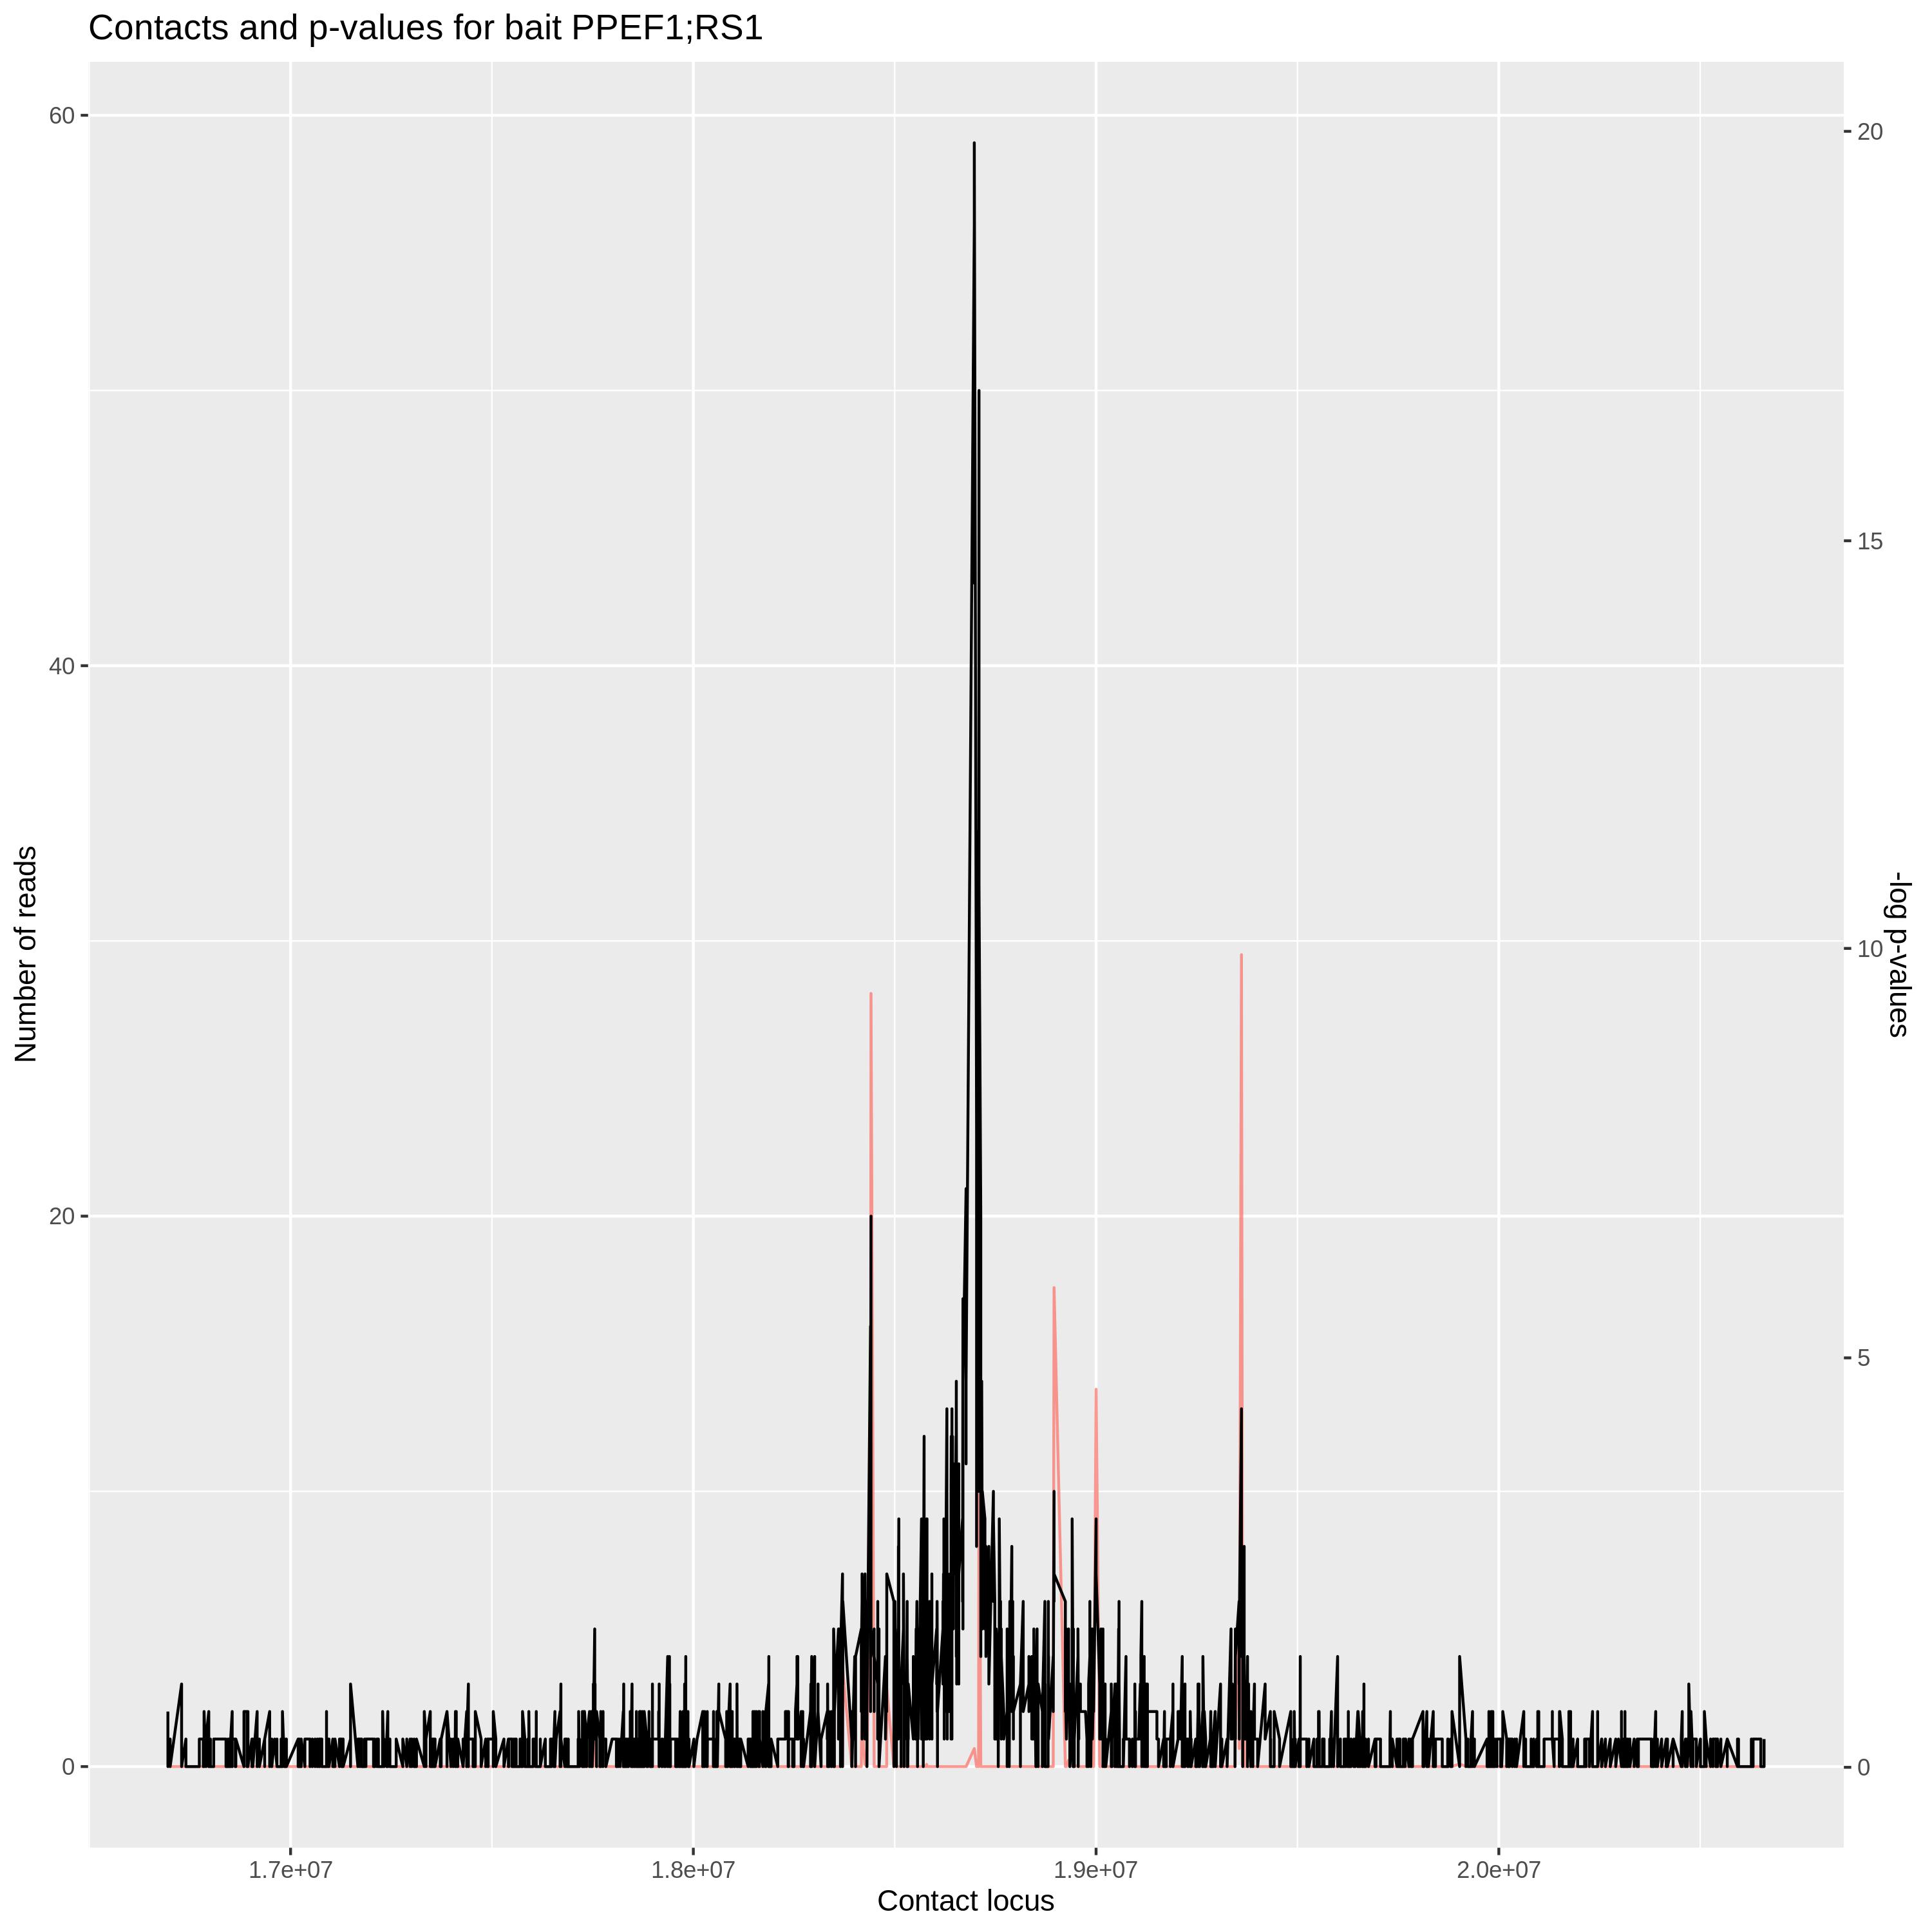 Contacts and p-values for bait PPEF1;RS1
60
40
20
0
Number of reads
20
15
10
5
0
-log p-values
1.7e+07
1.8e+07
1.9e+07
2.0e+07
Contact locus